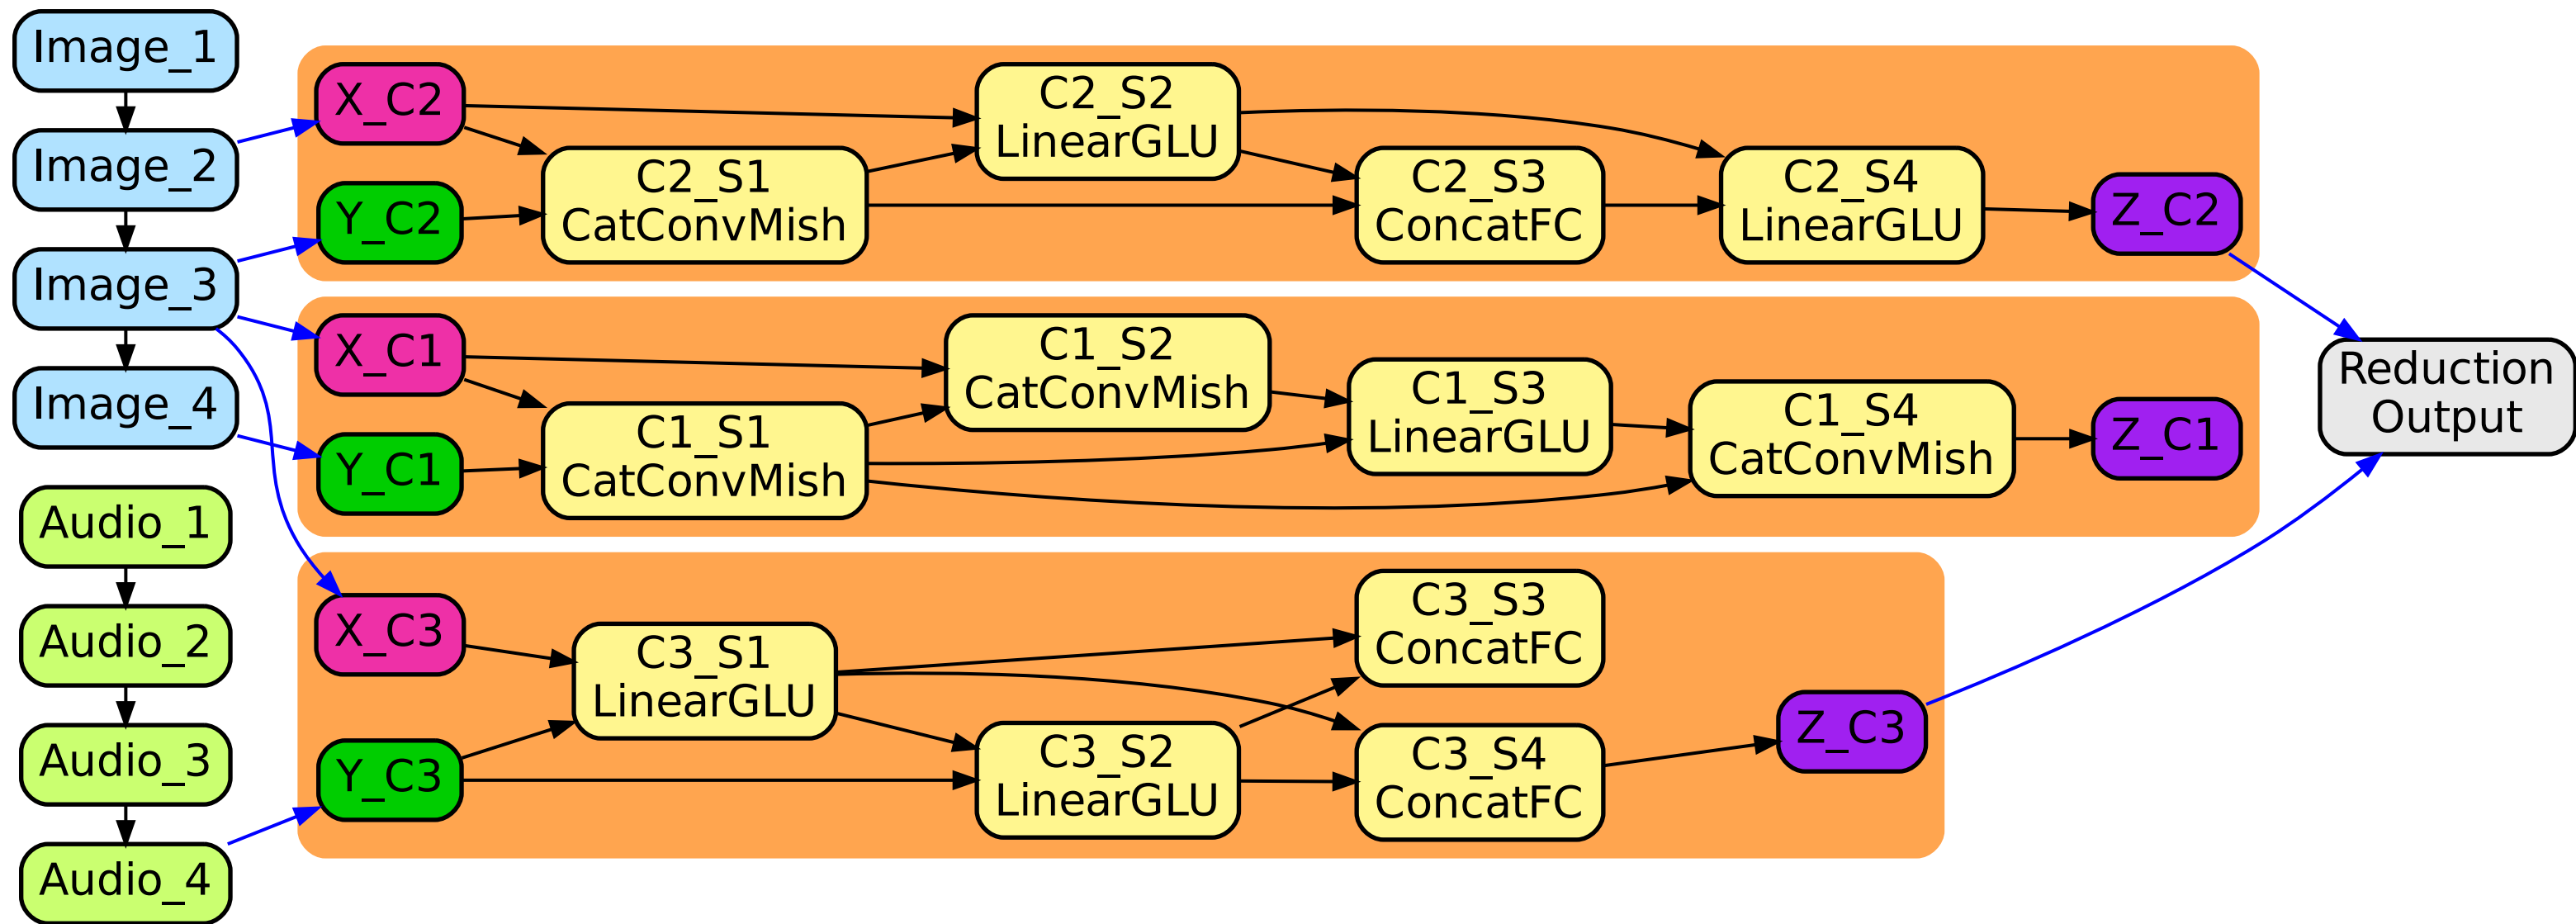 Image_1
Image_2
Image_3
Image_4
Audio_1
Audio_2
Audio_3
Audio_4
X_C2
Y_C2
C2_S1
CatConvMish
C2_S2
LinearGLU
C2_S3
ConcatFC
C2_S4
LinearGLU
Z_C2
X_C1
Y_C1
C1_S1
CatConvMish
C1_S2
CatConvMish
C1_S3
LinearGLU
C1_S4
CatConvMish
Z_C1
X_C3
Y_C3
C3_S1
LinearGLU
C3_S2
LinearGLU
C3_S3
ConcatFC
C3_S4
ConcatFC
Z_C3
Reduction
Output